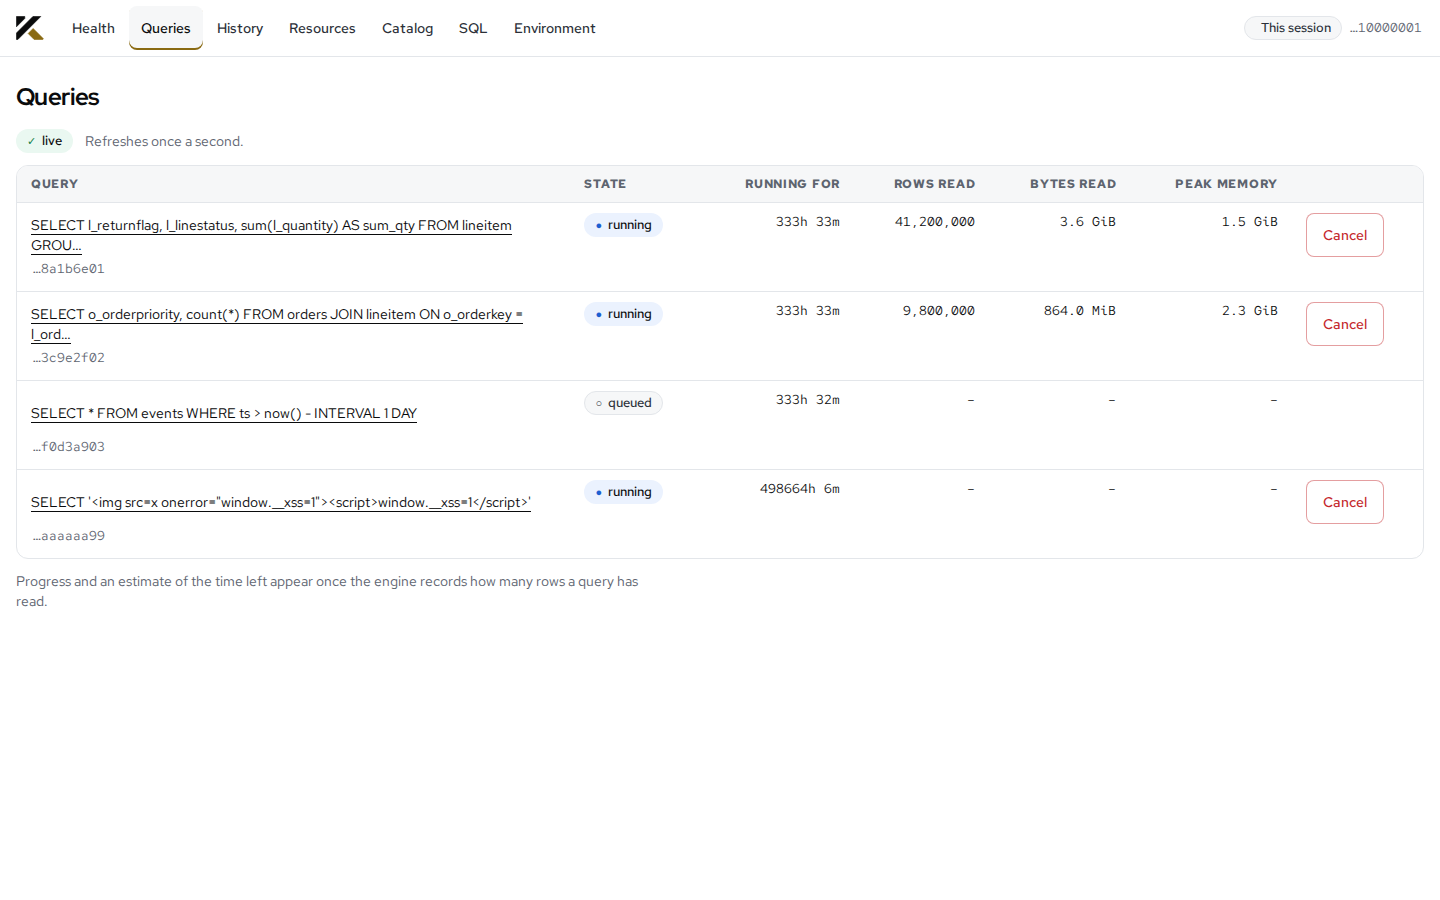 Health Queries History Resources Catalog SQL Environment This session …10000001
Queries
✓ live Refreshes once a second.
QUERY STATE RUNNING FOR ROWS READ BYTES READ PEAK MEMORY
SELECT l_returnflag, l_linestatus, sum(l_quantity) AS sum_qty FROM lineitem
GROU…
…8a1b6e01
running 333h 33m 41,200,000 3.6 GiB 1.5 GiB Cancel
SELECT o_orderpriority, count(*) FROM orders JOIN lineitem ON o_orderkey =
l_ord…
…3c9e2f02
running 333h 33m 9,800,000 864.0 MiB 2.3 GiB Cancel
SELECT * FROM events WHERE ts > now() - INTERVAL 1 DAY
…f0d3a903
queued 333h 32m – – –
SELECT '<img src=x onerror="window.__xss=1"><script>window.__xss=1</script>'
…aaaaaa99
running 498664h 6m – – – Cancel
Progress and an estimate of the time left appear once the engine records how many rows a query has
read.